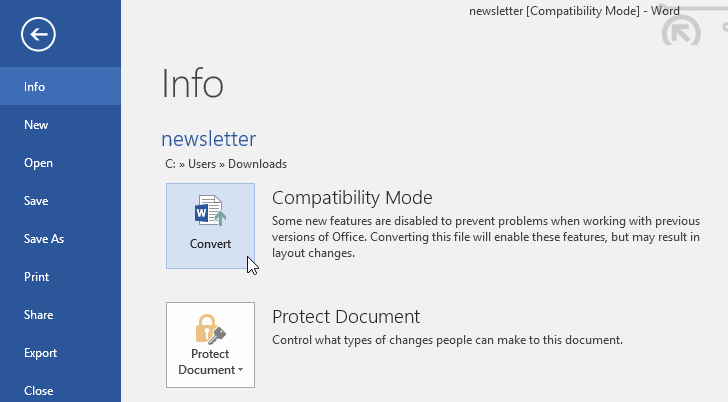 newsletter [Compatibility Mode] - Word
Info
New
Open
Save
Save As
Print
Share
Export
Close
Info
newsletter
C: » Users » Downloads
W
Convert
Compatibility Mode
Some new features are disabled to prevent problems when working with previous
versions of Office. Converting this file will enable these features, but may result in
layout changes.
Protect
Document
Protect Document
Control what types of changes people can make to this document.